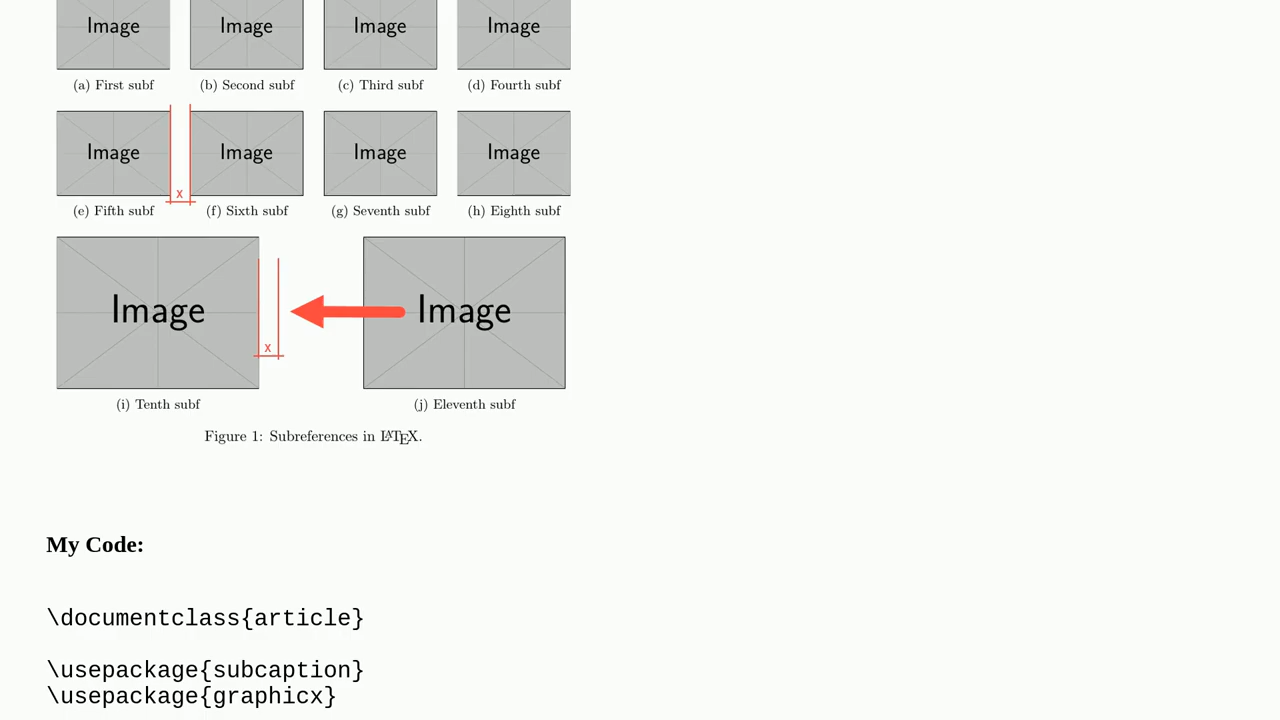 Image Image Image Image
(a) First subf (b) Second subf (c) Third subf (d) Fourth subf
Image Image Image Image
x
(e) Fifth subf (f) Sixth subf (g) Seventh subf (h) Eighth subf
Image Image
x
(i) Tenth subf (j) Eleventh subf
Figure 1: Subreferences in LATEX.
My Code:
\documentclass{article}
\usepackage{subcaption}
\usepackage{graphicx}